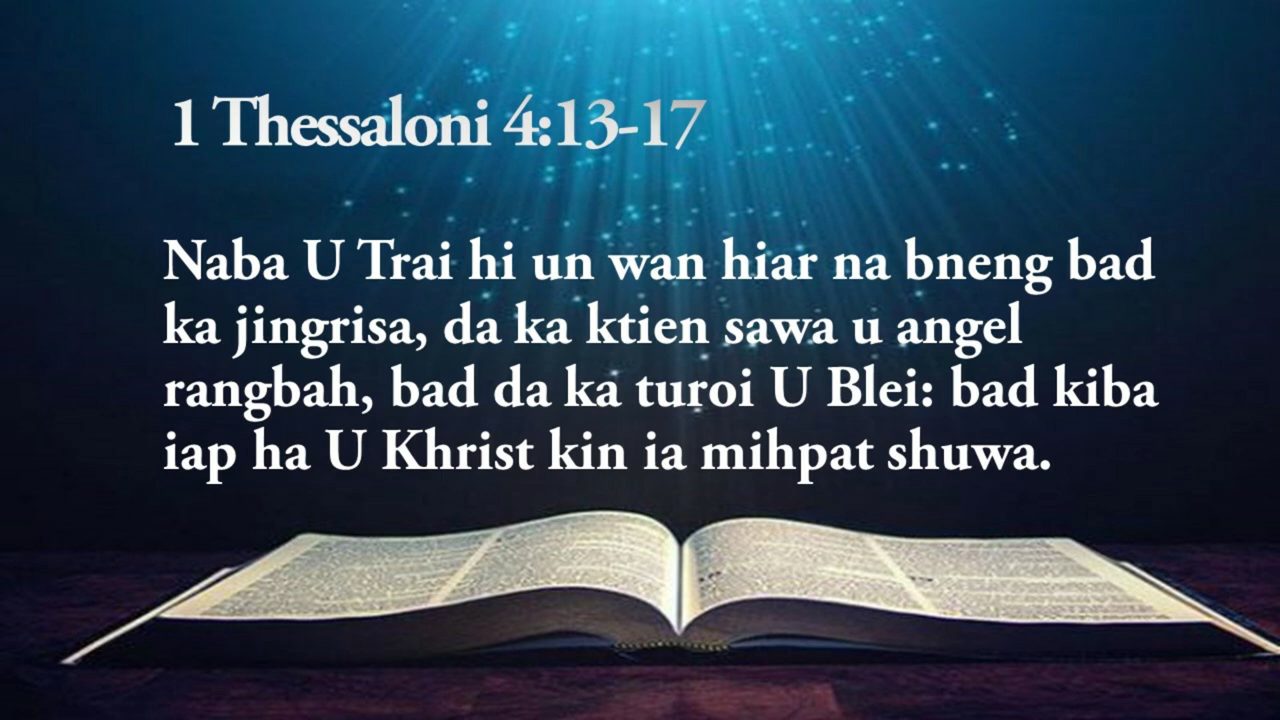 1 Thessaloni 4:13-17
Naba U Trai hi un wan hiar na bneng bad
ka jingrisa, da ka ktien sawa u angel
rangbah, bad da ka turoi U Blei: bad kiba
iap ha U Khrist kin ia mihpat shuwa.